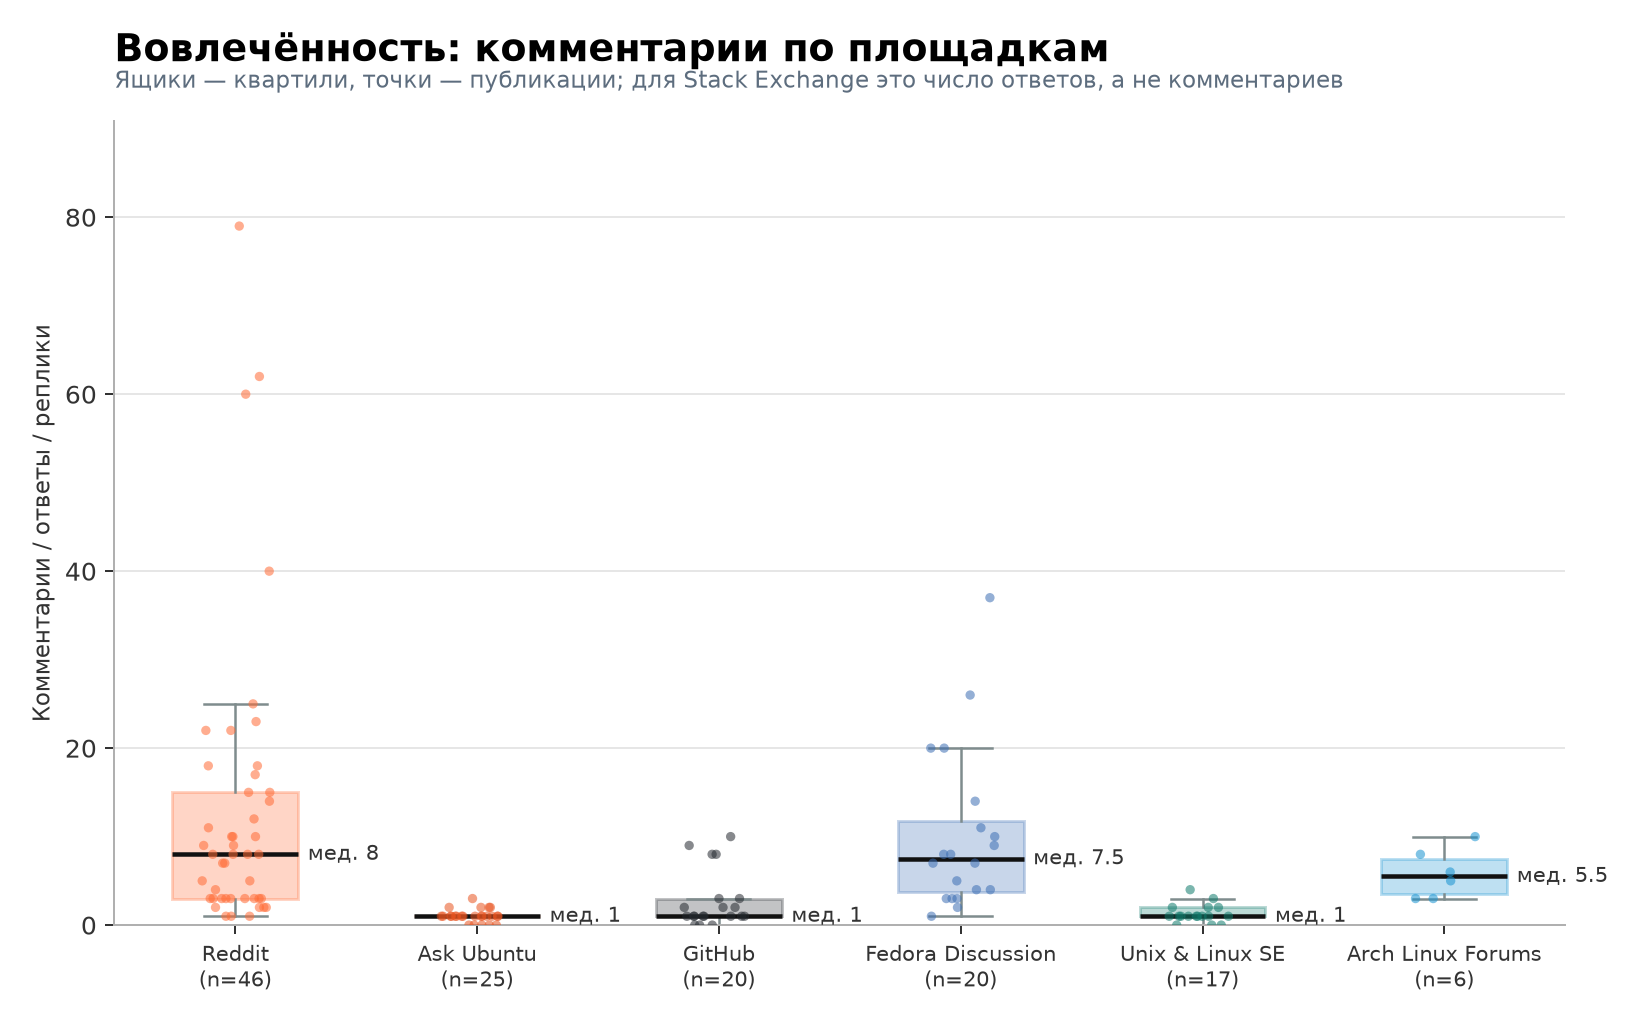 Вовлечённость: комментарии по площадкам
Ящики — квартили, точки — публикации; для Stack Exchange это число ответов, а не комментариев
Комментарии / ответы / реплики
80
60
40
20
0
мед. 8
мед. 1
мед. 1
мед. 7.5
мед. 1
мед. 5.5
Reddit
(n=46)
Ask Ubuntu
(n=25)
GitHub
(n=20)
Fedora Discussion
(n=20)
Unix & Linux SE
(n=17)
Arch Linux Forums
(n=6)